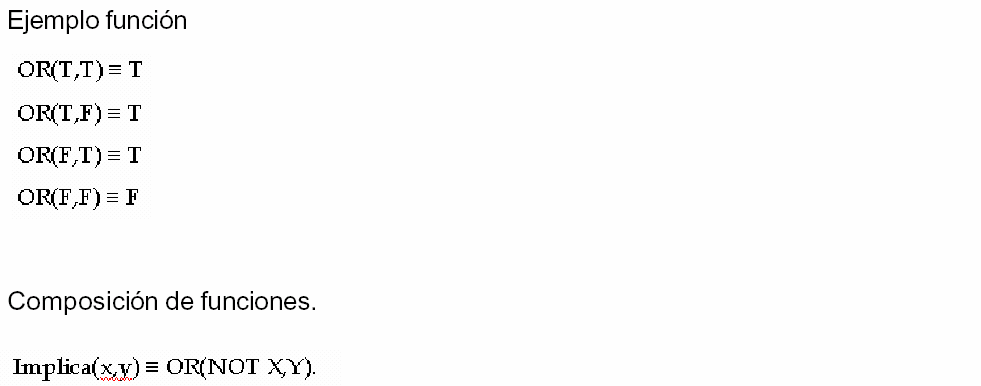 Ejemplo función
OR(T,T) ≡ T
OR(T,F) ≡ T
OR(F,T) ≡ T
OR(F,F) ≡ F
Composición de funciones.
Implica(x,y) ≡ OR(NOT X,Y).